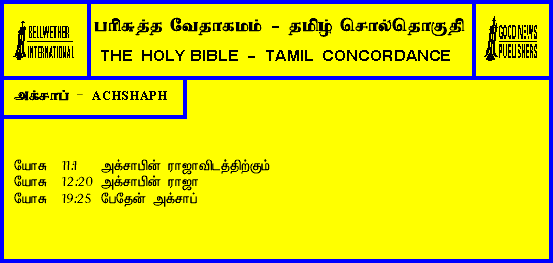 BELLWETHER
INTERNATIONAL
பரிசுத்த வேதாகமம் - தமிழ் சொல்தொகுதி
THE HOLY BIBLE - TAMIL CONCORDANCE
GOOD NEWS
PUBLISHERS
அக்சாப் - ACHSHAPH
யோசு 11:1 அக்சாபின் ராஜாவிடத்திற்கும்
யோசு 12:20 அக்சாபின் ராஜா
யோசு 19:25 பேதேன் அக்சாப்